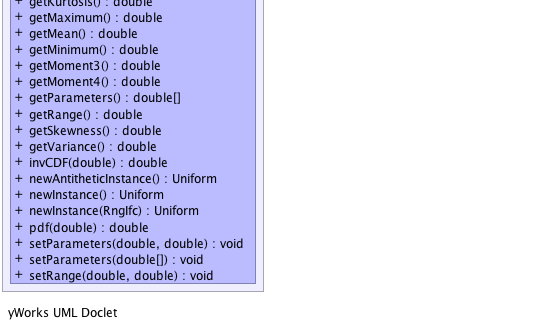 + getKurtosis() : double
+ getMaximum() : double
+ getMean() : double
+ getMinimum() : double
+ getMoment3() : double
+ getMoment4() : double
+ getParameters() : double[]
+ getRange() : double
+ getSkewness() : double
+ getVariance() : double
+ invCDF(double) : double
+ newAntitheticInstance() : Uniform
+ newInstance() : Uniform
+ newInstance(RngIfc) : Uniform
+ pdf(double) : double
+ setParameters(double, double) : void
+ setParameters(double[]) : void
+ setRange(double, double) : void
yWorks UML Doclet